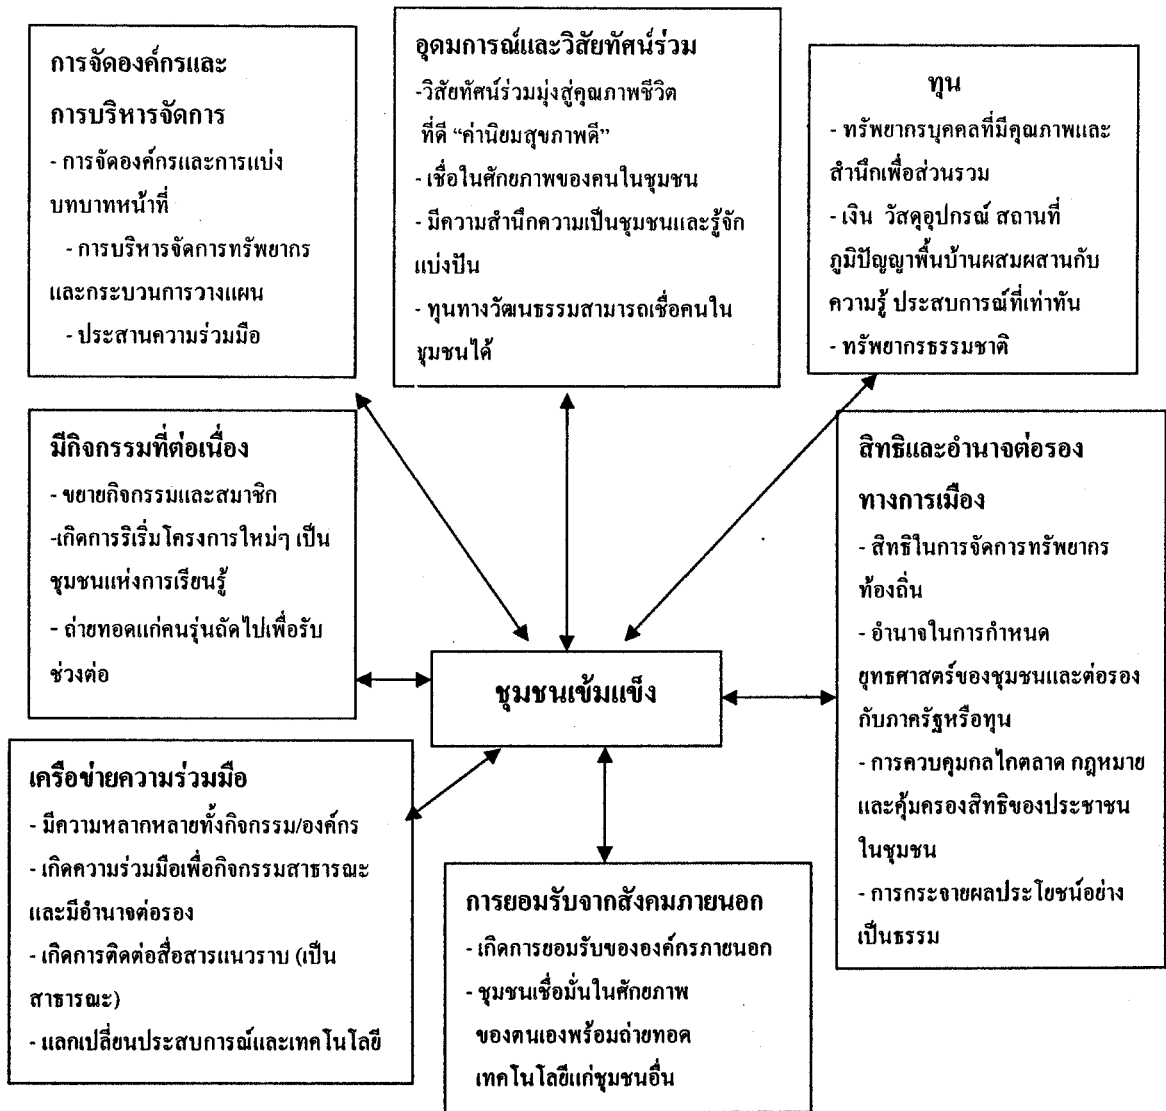 การจัดองค์กรและ
การบริหารจัดการ
- การจัดองค์กรและการแบ่ง
บทบาทหน้าที่
- การบริหารจัดการทรัพยากร
และกระบวนการวางแผน
- ประสานความร่วมมือ
อุดมการณ์และวิสัยทัศน์ร่วม
-วิสัยทัศน์ร่วมมุ่งสู่คุณภาพชีวิต
ที่ดี “ค่านิยมสุขภาพดี”
- เชื่อในศักยภาพของคนในชุมชน
- มีความสำนึกความเป็นชุมชนและรู้จัก
แบ่งปัน
- ทุนทางวัฒนธรรมสามารถเชื่อคนใน
ชุมชนได้
ทุน
- ทรัพยากรบุคคลที่มีคุณภาพและ
สำนึกเพื่อส่วนรวม
- เงิน วัสดุอุปกรณ์ สถานที่
ภูมิปัญญาพื้นบ้านผสมผสานกับ
ความรู้ ประสบการณ์ที่เท่าทัน
- ทรัพยากรธรรมชาติ
มีกิจกรรมที่ต่อเนื่อง
- ขยายกิจกรรมและสมาชิก
-เกิดการริเริ่มโครงการใหม่ๆ เป็น
ชุมชนแห่งการเรียนรู้
- ถ่ายทอดแก่คนรุ่นถัดไปเพื่อรับ
ช่วงต่อ
ชุมชนเข้มแข็ง
สิทธิและอำนาจต่อรอง
ทางการเมือง
- สิทธิในการจัดการทรัพยากร
ท้องถิ่น
- อำนาจในการกำหนด
ยุทธศาสตร์ของชุมชนและต่อรอง
กับภาครัฐหรือทุน
- การควบคุมกลไกตลาด กฎหมาย
และคุ้มครองสิทธิของประชาชน
ในชุมชน
- การกระจายผลประโยชน์อย่าง
เป็นธรรม
เครือข่ายความร่วมมือ
- มีความหลากหลายทั้งกิจกรรม/องค์กร
- เกิดความร่วมมือเพื่อกิจกรรมสาธารณะ
และมีอำนาจต่อรอง
- เกิดการติดต่อสื่อสารแนวราบ (เป็น
สาธารณะ)
- แลกเปลี่ยนประสบการณ์และเทคโนโลยี
การยอมรับจากสังคมภายนอก
- เกิดการยอมรับขององค์กรภายนอก
- ชุมชนเชื่อมั่นในศักยภาพ
ของตนเองพร้อมถ่ายทอด
เทคโนโลยีแก่ชุมชนอื่น